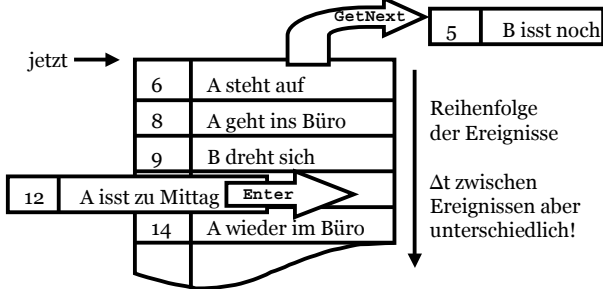 GetNext
5 B isst noch
jetzt
6 A steht auf
8 A geht ins Büro
9 B dreht sich
12 A isst zu Mittag Enter
14 A wieder im Büro
Reihenfolge
der Ereignisse
Δt zwischen
Ereignissen aber
unterschiedlich!